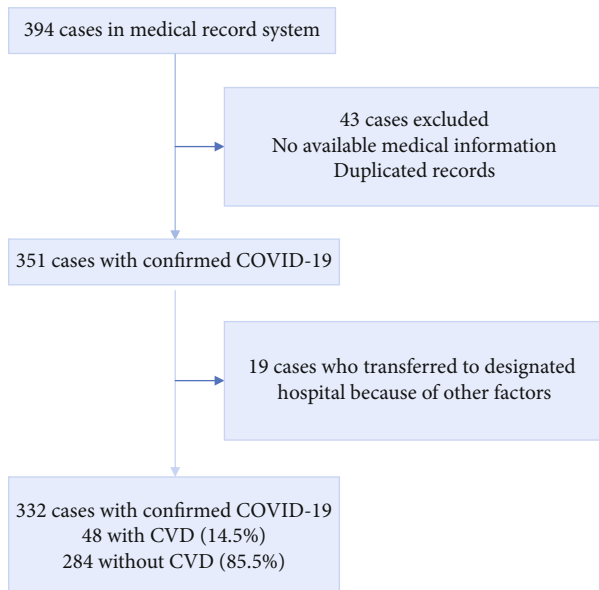 394 cases in medical record system
43 cases excluded
No available medical information
Duplicated records
351 cases with confirmed COVID-19
19 cases who transferred to designated
hospital because of other factors
332 cases with confirmed COVID-19
48 with CVD (14.5%)
284 without CVD (85.5%)